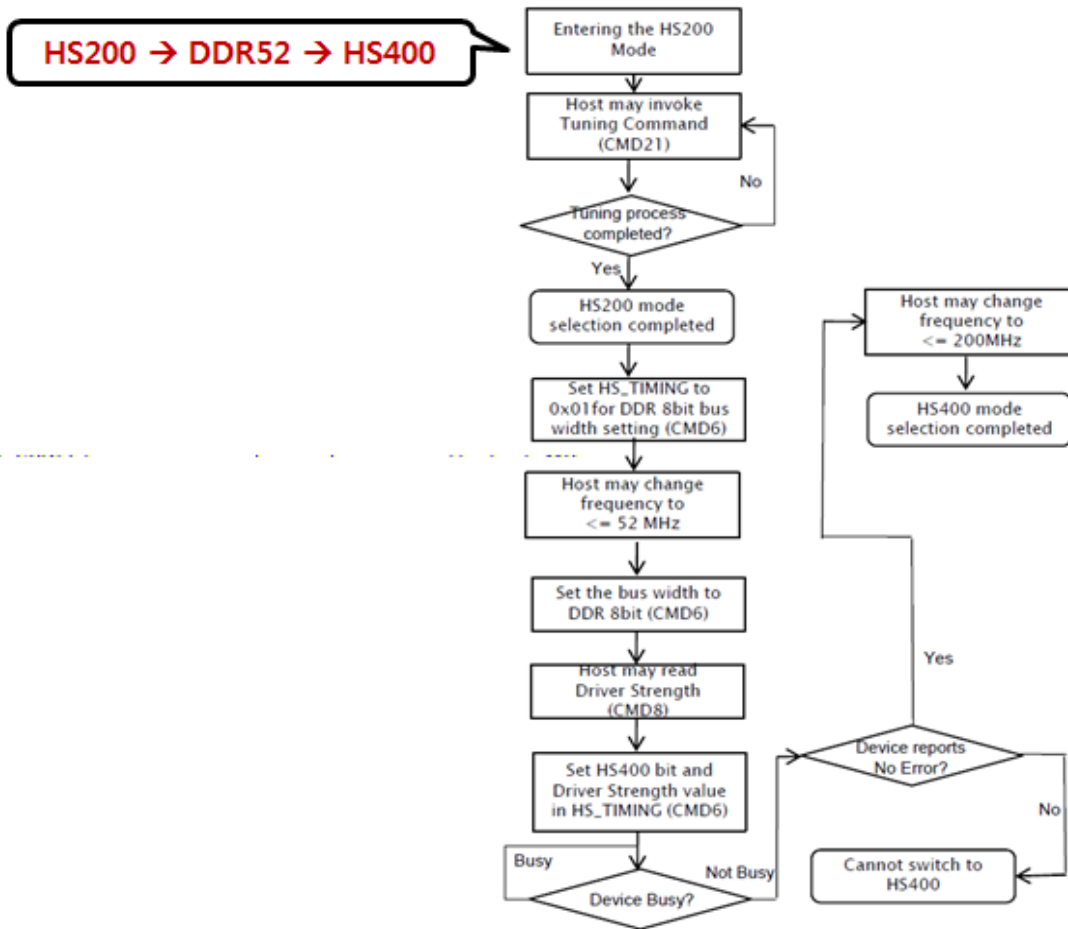 HS200 → DDR52 → HS400
Entering the HS200
Mode
Host may invoke
Tuning Command
(CMD21)
No
Tuning process
completed?
Yes
HS200 mode
selection completed
Set HS_TIMING to
0x01for DDR 8bit bus
width setting (CMD6)
Host may change
frequency to
<= 52 MHz
Set the bus width to
DDR 8bit (CMD6)
Host may read
Driver Strength
(CMD8)
Set HS400 bit and
Driver Strength value
in HS_TIMING (CMD6)
Busy
Not Busy
Device Busy?
Host may change
frequency to
<= 200MHz
HS400 mode
selection completed
Yes
Device reports
No Error?
No
Cannot switch to
HS400